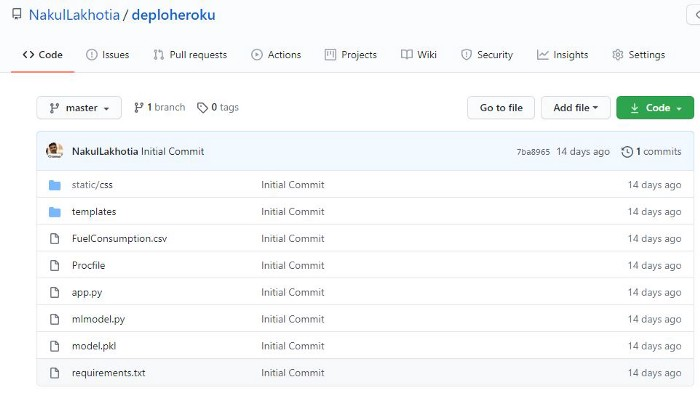 NakulLakhotia / deploheroku
Code Issues Pull requests Actions Projects Wiki Security Insights Settings
master 1 branch 0 tags Go to file Add file Code
NakulLakhotia Initial Commit 7ba8965 14 days ago 1 commits
static/css Initial Commit 14 days ago
templates Initial Commit 14 days ago
FuelConsumption.csv Initial Commit 14 days ago
Procfile Initial Commit 14 days ago
app.py Initial Commit 14 days ago
mlmodel.py Initial Commit 14 days ago
model.pkl Initial Commit 14 days ago
requirements.txt Initial Commit 14 days ago